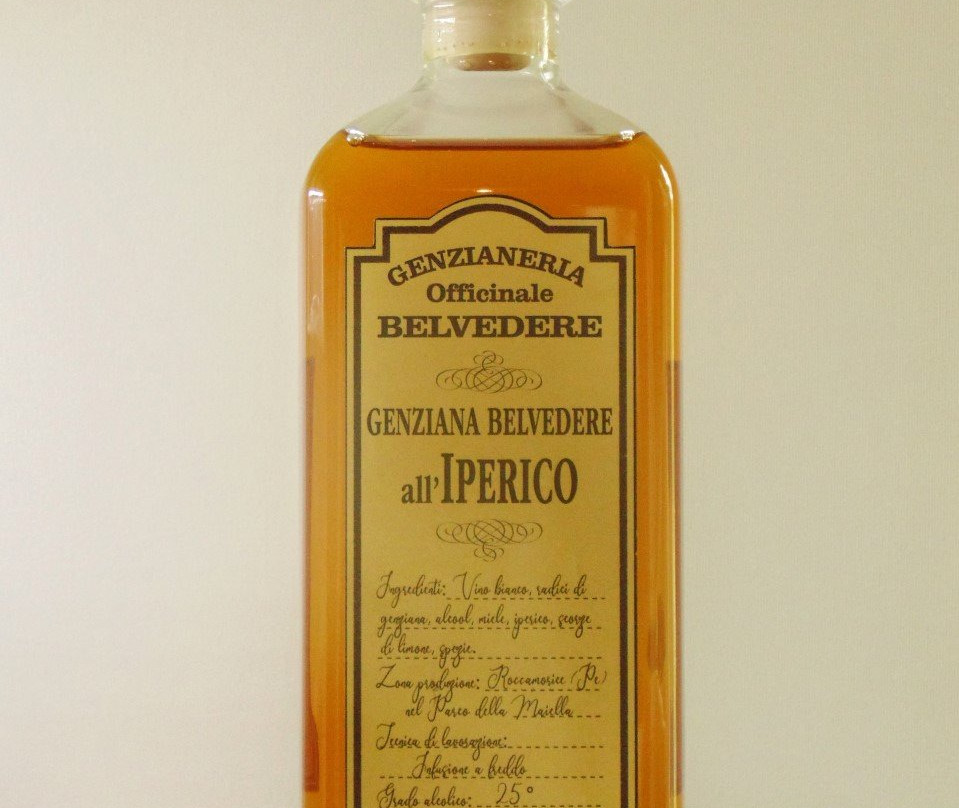 GENZIANERIA
Officinale
BELVEDERE
GENZIANA BELVEDERE
all'IPERICO
Ingredienti: Vino bianco, radici di
genziana, alcool, miele, iperico, scorze
di limone, spezie.
Zona produzione: Roccamorice (Pe)
nel Parco della Maiella
Tecnica di lavorazione:
Infusione a freddo
Grado alcolico: 25°